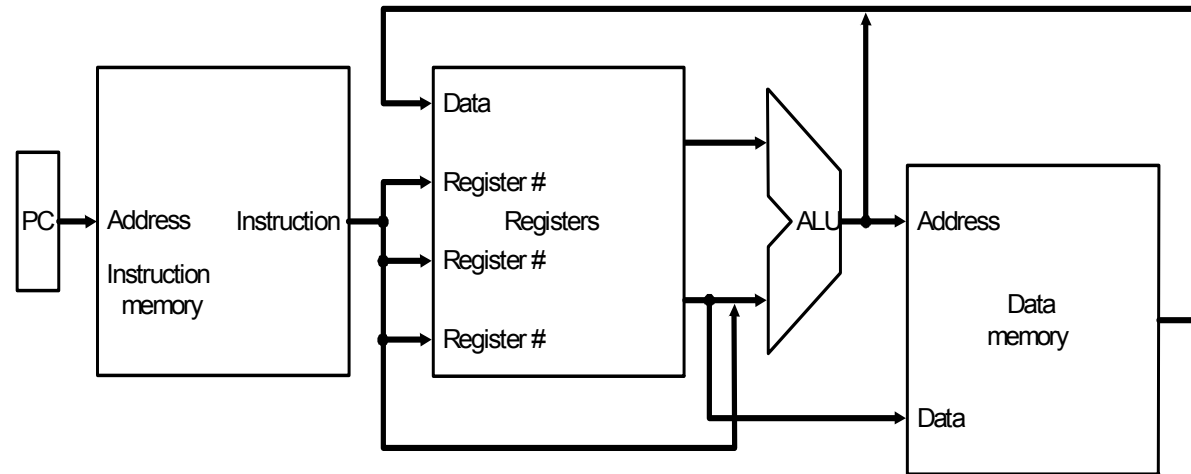 PC
Address
Instruction
Instruction
memory
Data
Register #
Registers
Register #
Register #
ALU
Address
Data
memory
Data